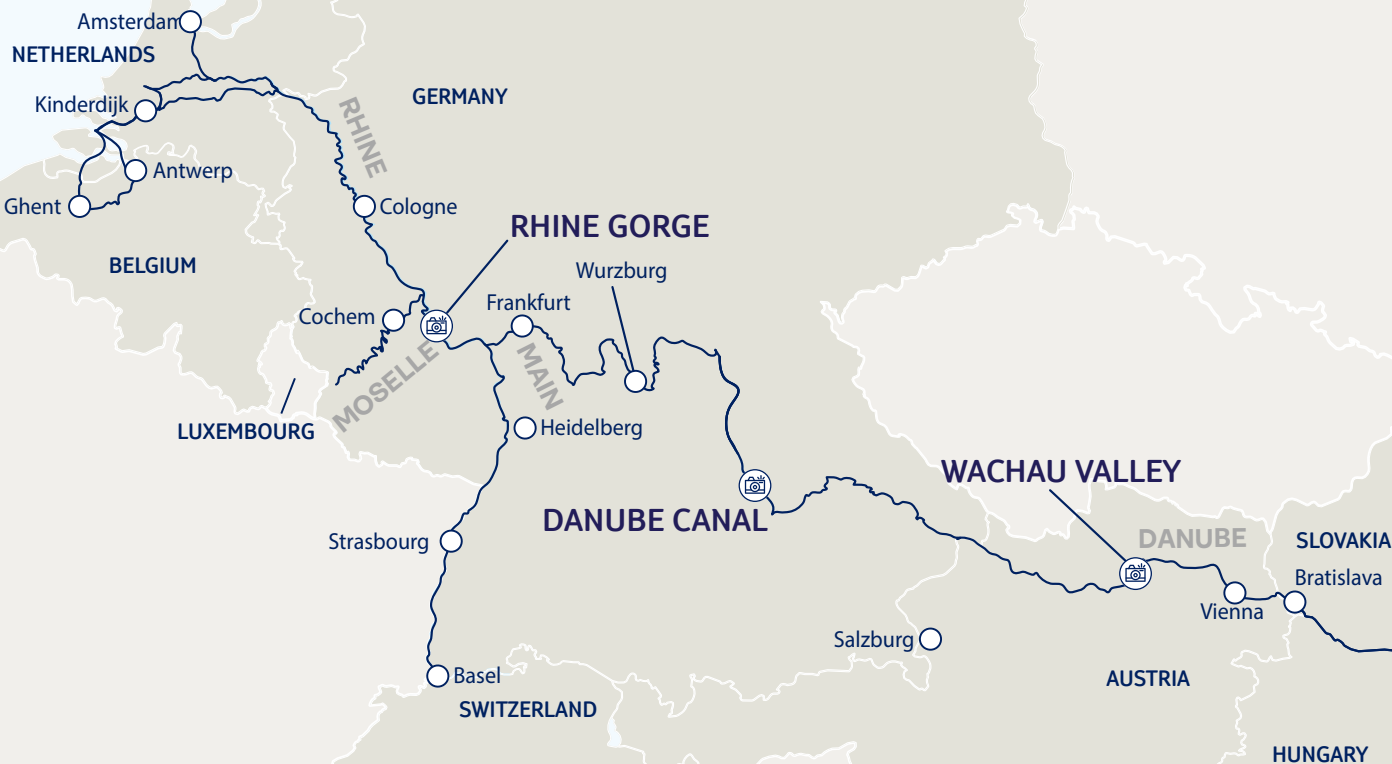 Amsterdam
NETHERLANDS
Kinderdijk
GERMANY
RHINE
Antwerp
Ghent
Cologne
RHINE GORGE
BELGIUM
Wurzburg
Frankfurt
Cochem
MOSELLE
MAIN
LUXEMBOURG
Heidelberg
WACHAU VALLEY
DANUBE CANAL
DANUBE
Strasbourg
SLOVAKIA
Bratislava
Vienna
Salzburg
Basel
AUSTRIA
SWITZERLAND
HUNGARY